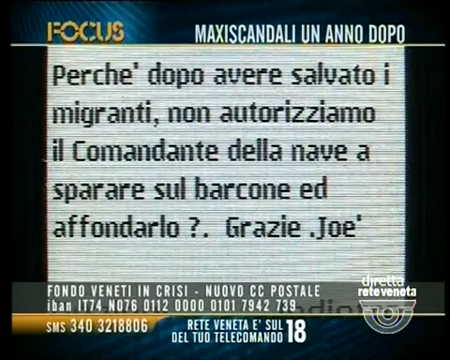 FOCUS
MAXISCANDALI UN ANNO DOPO
Perche' dopo avere salvato i
migranti, non autorizziamo
il Comandante della nave a
sparare sul barcone ed
affondarlo ?. Grazie .Joe'
diretta
reteveneta
FONDO VENETI IN CRISI - NUOVO CC POSTALE
iban IT74 N076 0112 0000 0101 7942 739
SMS 340 3218806
RETE VENETA E' SUL
DEL TUO TELECOMANDO 18